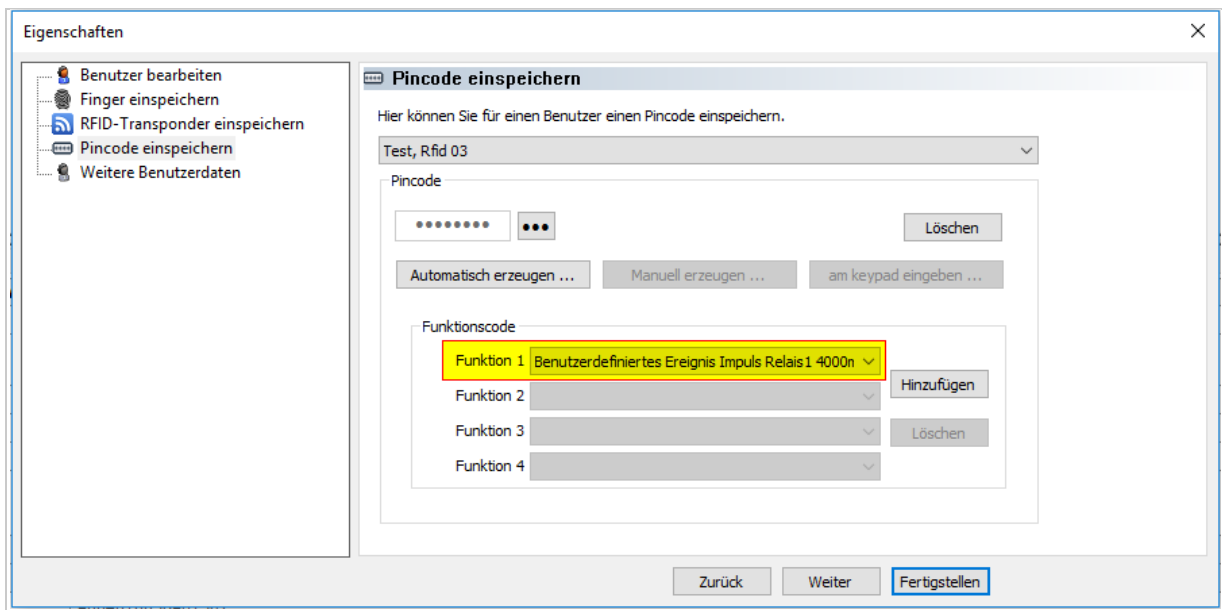 Eigenschaften
Benutzer bearbeiten
Finger einspeichern
RFID-Transponder einspeichern
Pincode einspeichern
Weitere Benutzerdaten
Pincode einspeichern
Hier können Sie für einen Benutzer einen Pincode einspeichern.
Test, Rfid 03
Pincode
••••••••
•••
Löschen
Automatisch erzeugen ...
Manuell erzeugen ...
am keypad eingeben ...
Funktionscode
Funktion 1
Benutzerdefiniertes Ereignis Impuls Relais1 4000
Hinzufügen
Funktion 2
Funktion 3
Löschen
Funktion 4
Zurück
Weiter
Fertigstellen